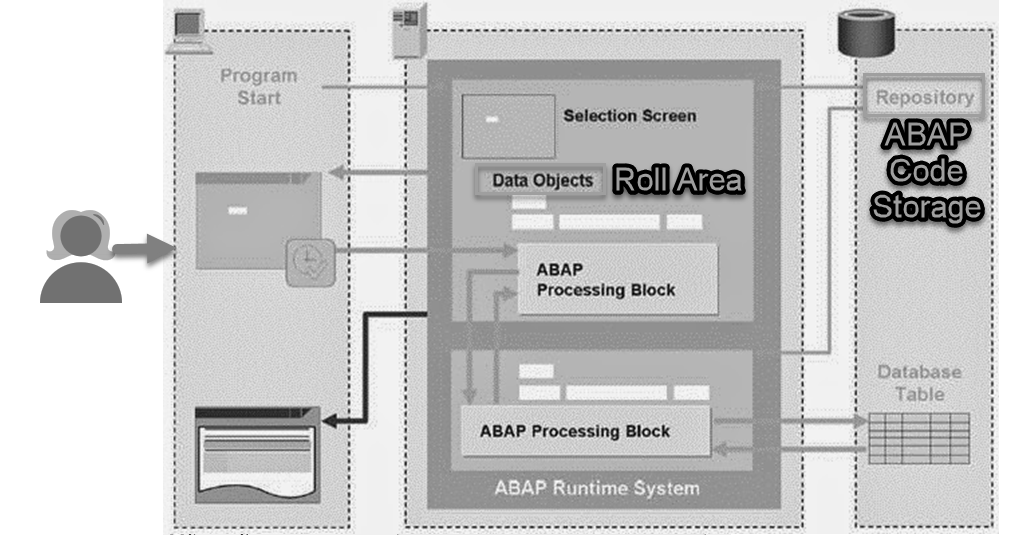 Program
Start
Selection Screen
Data Objects
Roll Area
ABAP
Processing Block
ABAP Processing Block
ABAP Runtime System
Repository
ABAP
Code
Storage
Database
Table